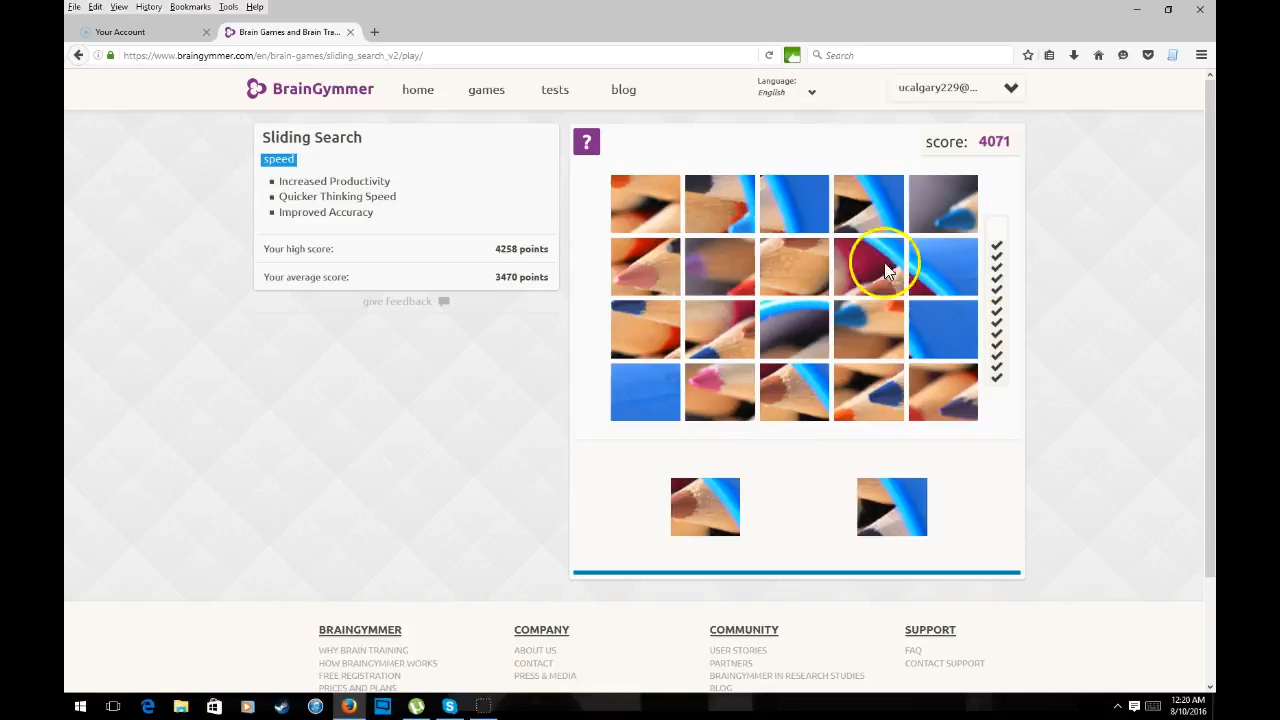 File Edit View History Bookmarks Tools Help
Your Account
Brain Games and Brain Tra...
https://www.braingymmer.com/en/brain-games/sliding_search_v2/play/
Search
BrainGymmer home games tests blog
Language:
English
ucalgary229@...
Sliding Search
speed
Increased Productivity
Quicker Thinking Speed
Improved Accuracy
Your high score: 4258 points
Your average score: 3470 points
give feedback
?
score: 4071
BRAINGYMMER
WHY BRAIN TRAINING
HOW BRAINGYMMER WORKS
FREE REGISTRATION
PRICES AND PLANS
COMPANY
ABOUT US
CONTACT
PRESS & MEDIA
COMMUNITY
USER STORIES
PARTNERS
BRAINGYMMER IN RESEARCH STUDIES
BLOG
SUPPORT
FAQ
CONTACT SUPPORT
12:20 AM
8/10/2016